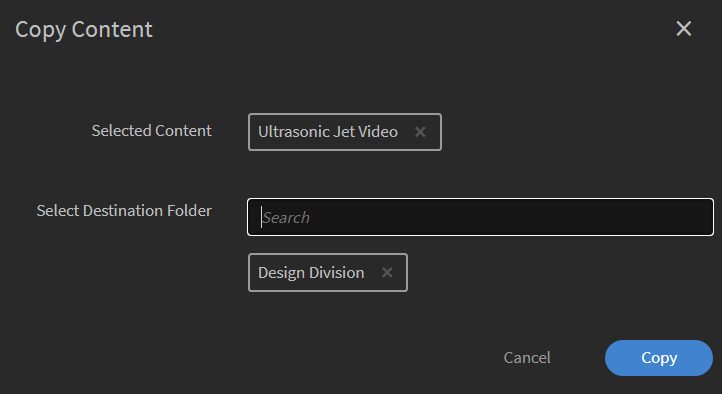 Copy Content
Selected Content
Ultrasonic Jet Video
Select Destination Folder
Search
Design Division
Cancel
Copy